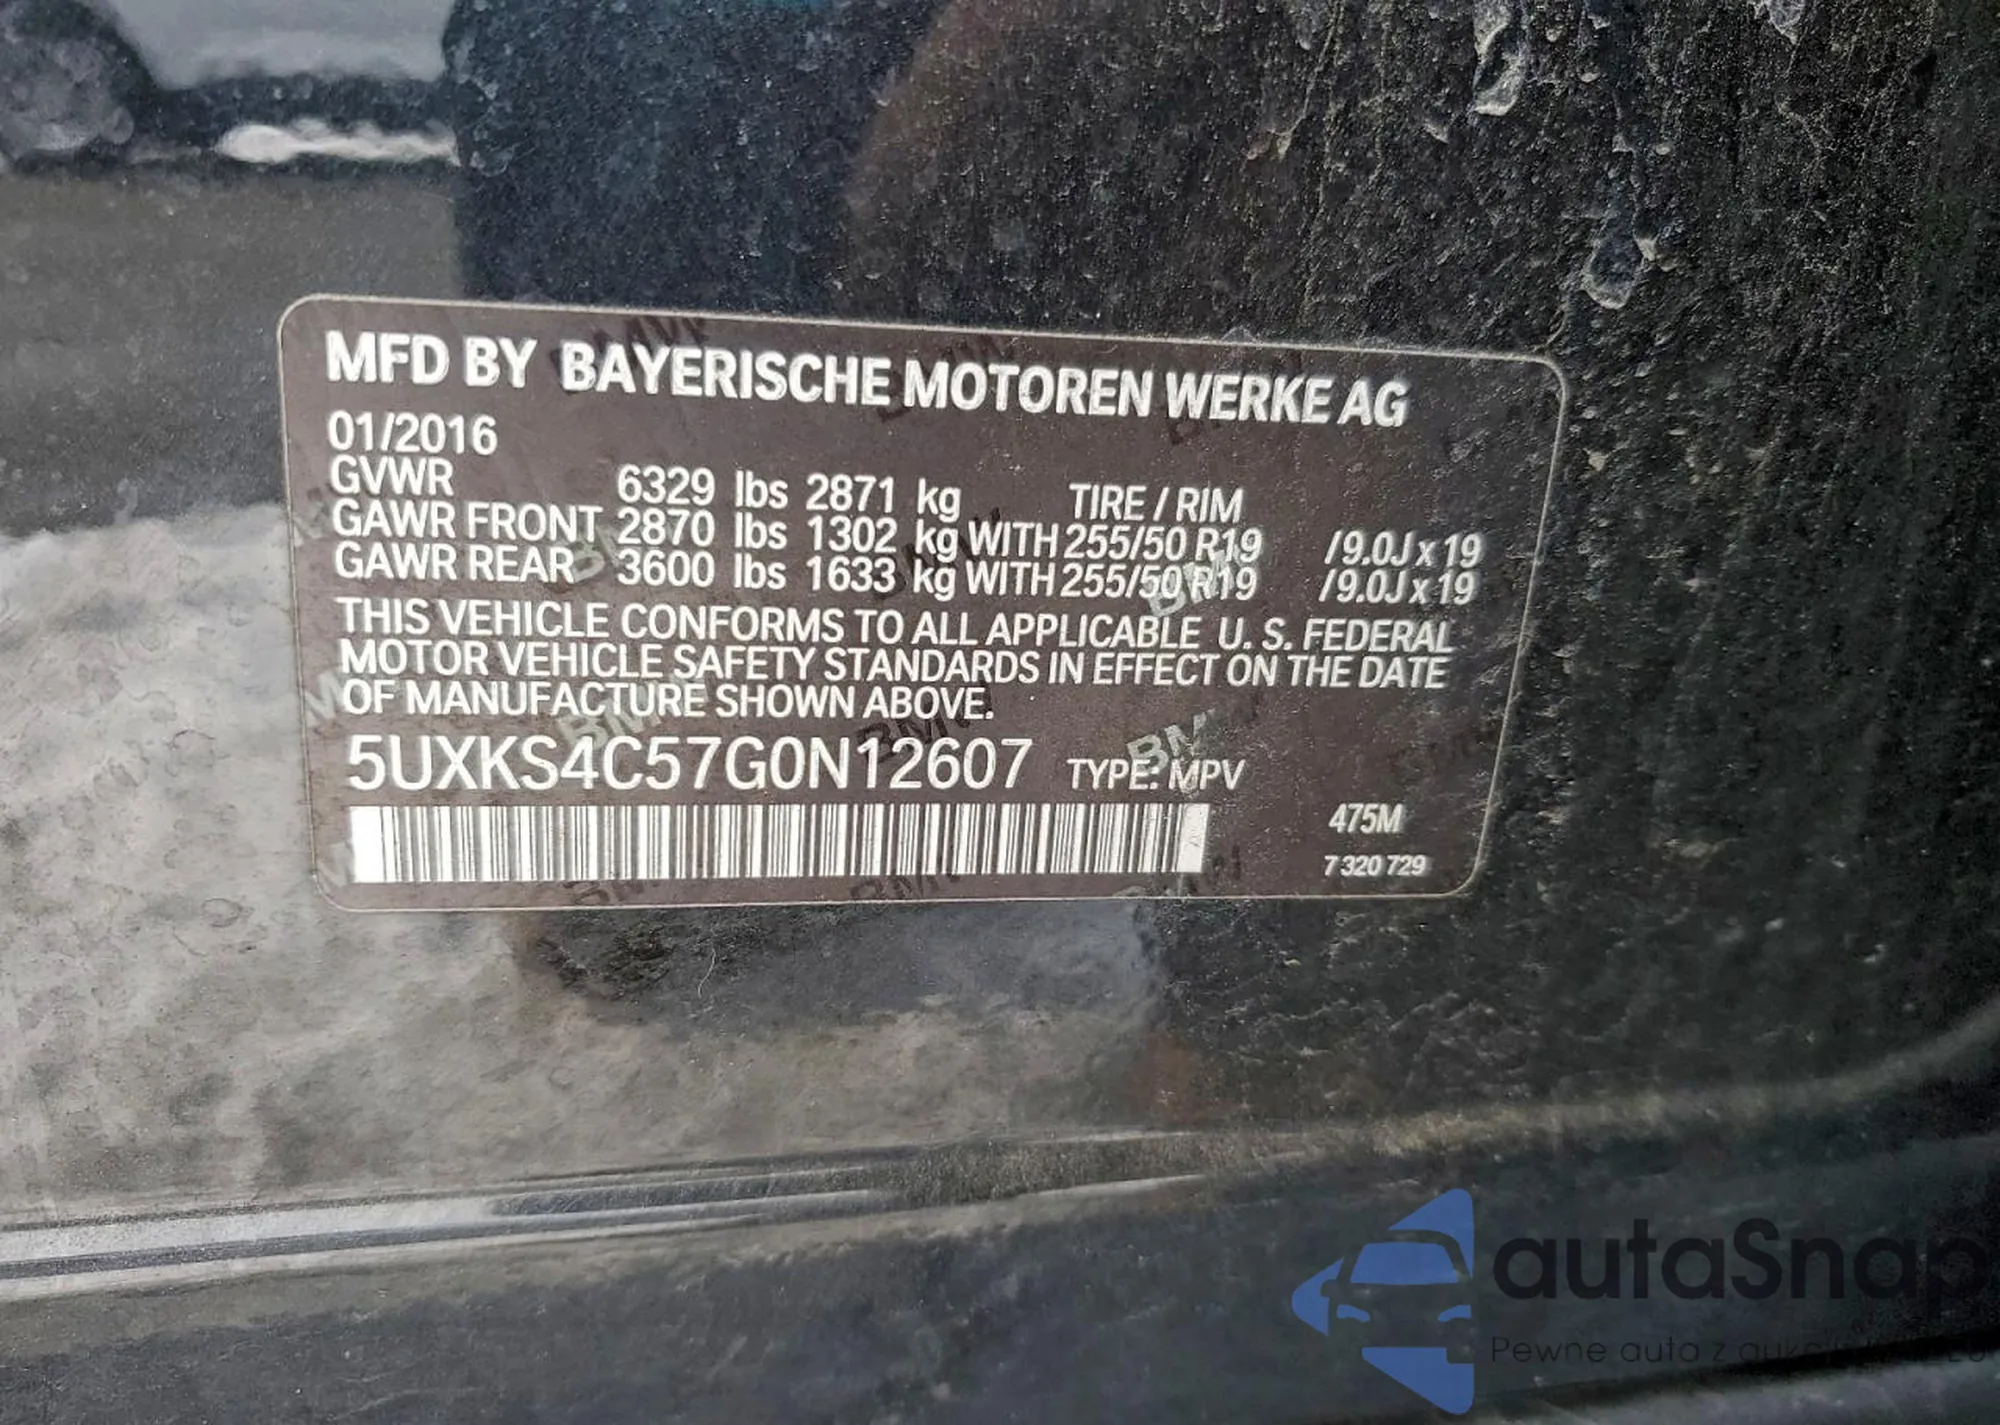 MFD BY BAYERISCHE MOTOREN WERKE AG
01/2016
GVWR 6329 lbs 2871 kg TIRE / RIM
GAWR FRONT 2870 lbs 1302 kg WITH 255/50 R19 /9.0J x 19
GAWR REAR 3600 lbs 1633 kg WITH 255/50 R19 /9.0J x 19
THIS VEHICLE CONFORMS TO ALL APPLICABLE U. S. FEDERAL
MOTOR VEHICLE SAFETY STANDARDS IN EFFECT ON THE DATE
OF MANUFACTURE SHOWN ABOVE.
5UXKS4C57G0N12607 TYPE: MPV
475M
7 320 729
autaSnap
Pewne auta z